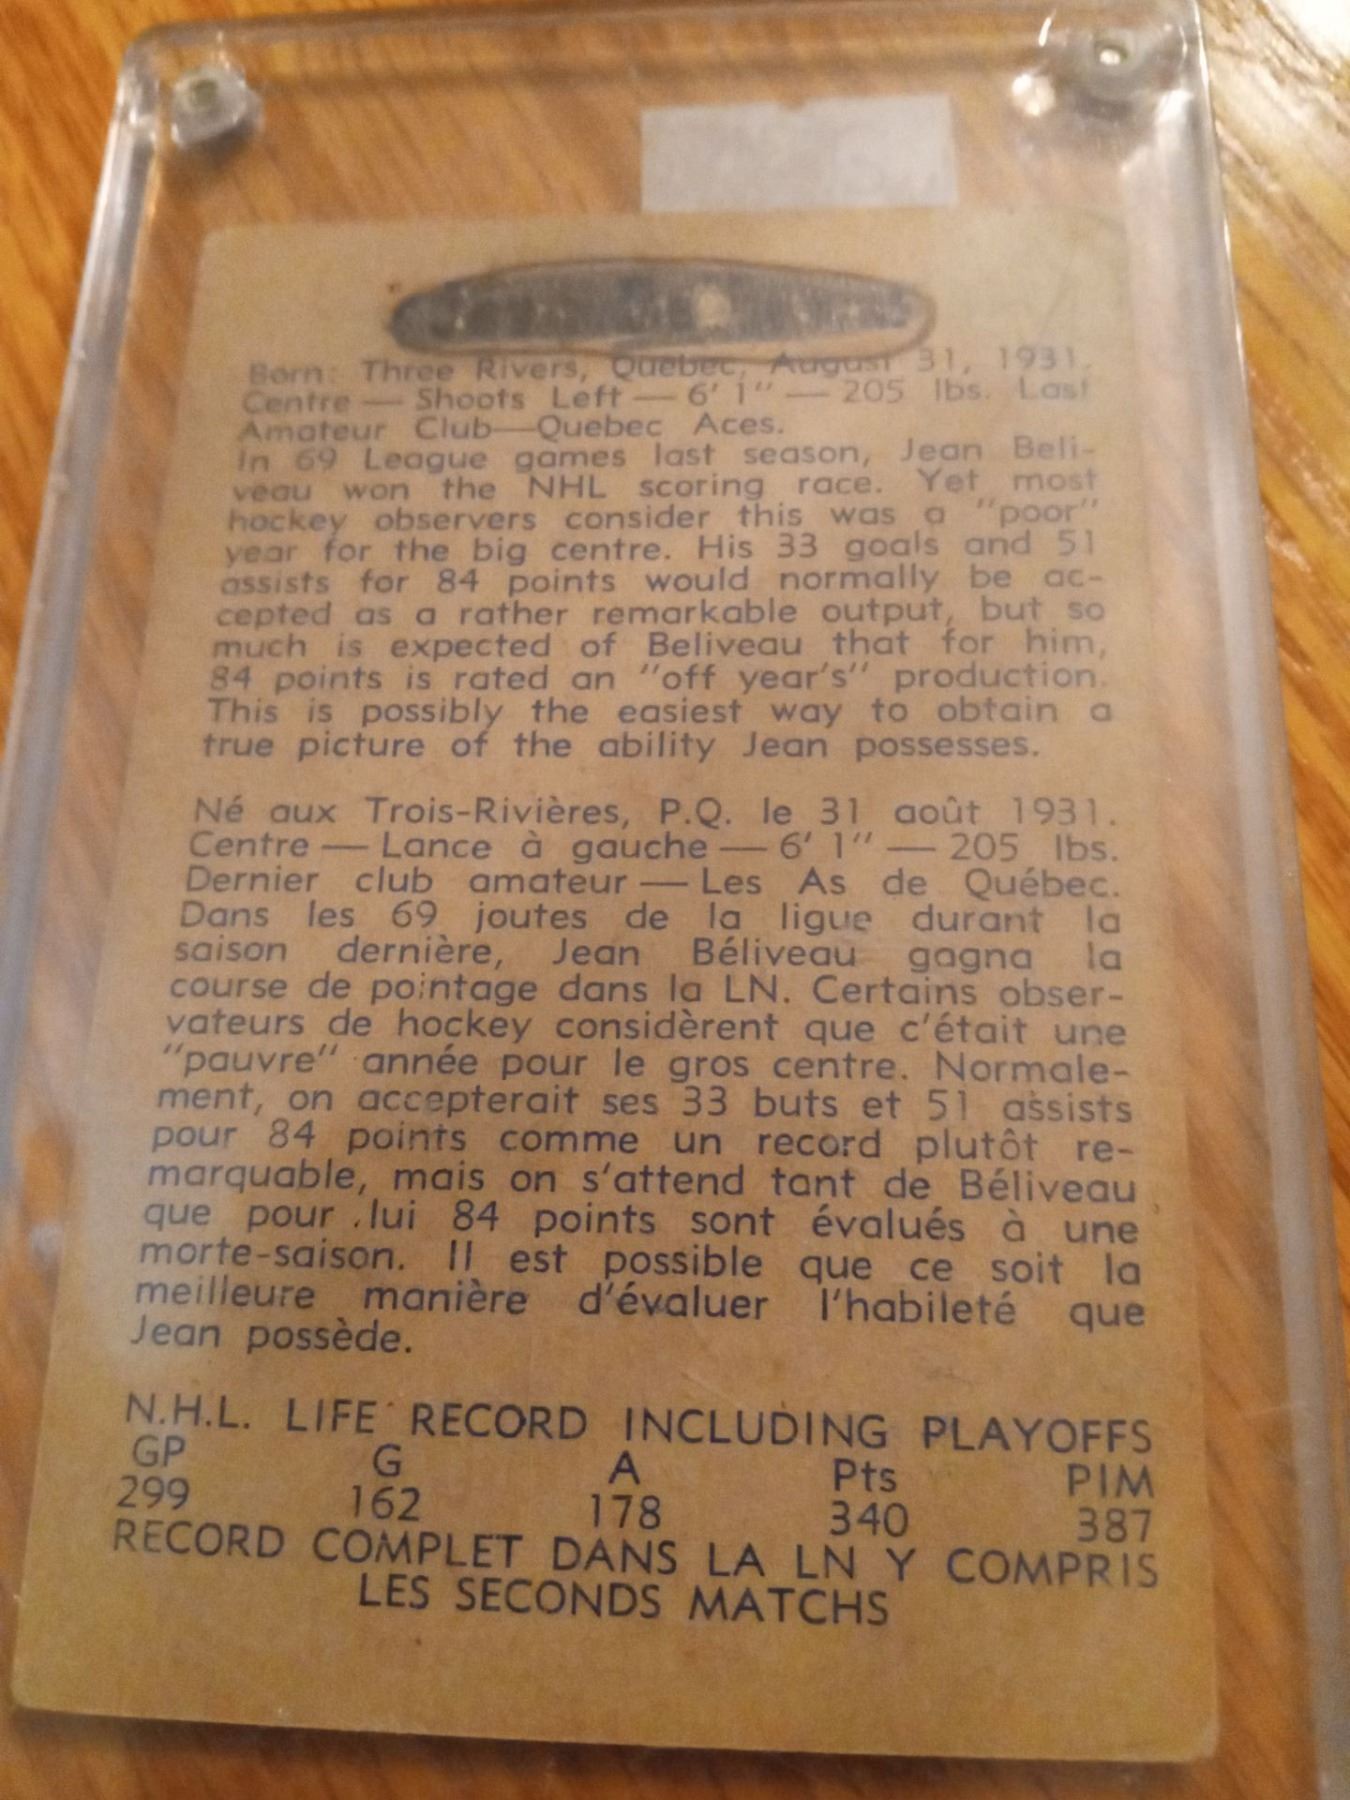 Born: Three Rivers, Quebec, August 31, 1931.
Centre — Shoots Left — 6' 1" — 205 lbs. Last
Amateur Club—Quebec Aces.
In 69 League games last season, Jean Beli-
veau won the NHL scoring race. Yet most
hockey observers consider this was a "poor"
year for the big centre. His 33 goals and 51
assists for 84 points would normally be ac-
cepted as a rather remarkable output, but so
much is expected of Beliveau that for him,
84 points is rated an "off year's" production.
This is possibly the easiest way to obtain a
true picture of the ability Jean possesses.
Né aux Trois-Rivières, P.Q. le 31 août 1931.
Centre — Lance à gauche — 6' 1" — 205 lbs.
Dernier club amateur — Les As de Québec.
Dans les 69 joutes de la ligue durant la
saison dernière, Jean Béliveau gagna la
course de pointage dans la LN. Certains obser-
vateurs de hockey considèrent que c'était une
"pauvre" année pour le gros centre. Normale-
ment, on accepterait ses 33 buts et 51 assists
pour 84 points comme un record plutôt re-
marquable, mais on s'attend tant de Béliveau
que pour lui 84 points sont évalués à une
morte-saison. Il est possible que ce soit la
meilleure manière d'évaluer l'habileté que
Jean possède.
N.H.L. LIFE RECORD INCLUDING PLAYOFFS
GP G A Pts PIM
299 162 178 340 387
RECORD COMPLET DANS LA LN Y COMPRIS
LES SECONDS MATCHS